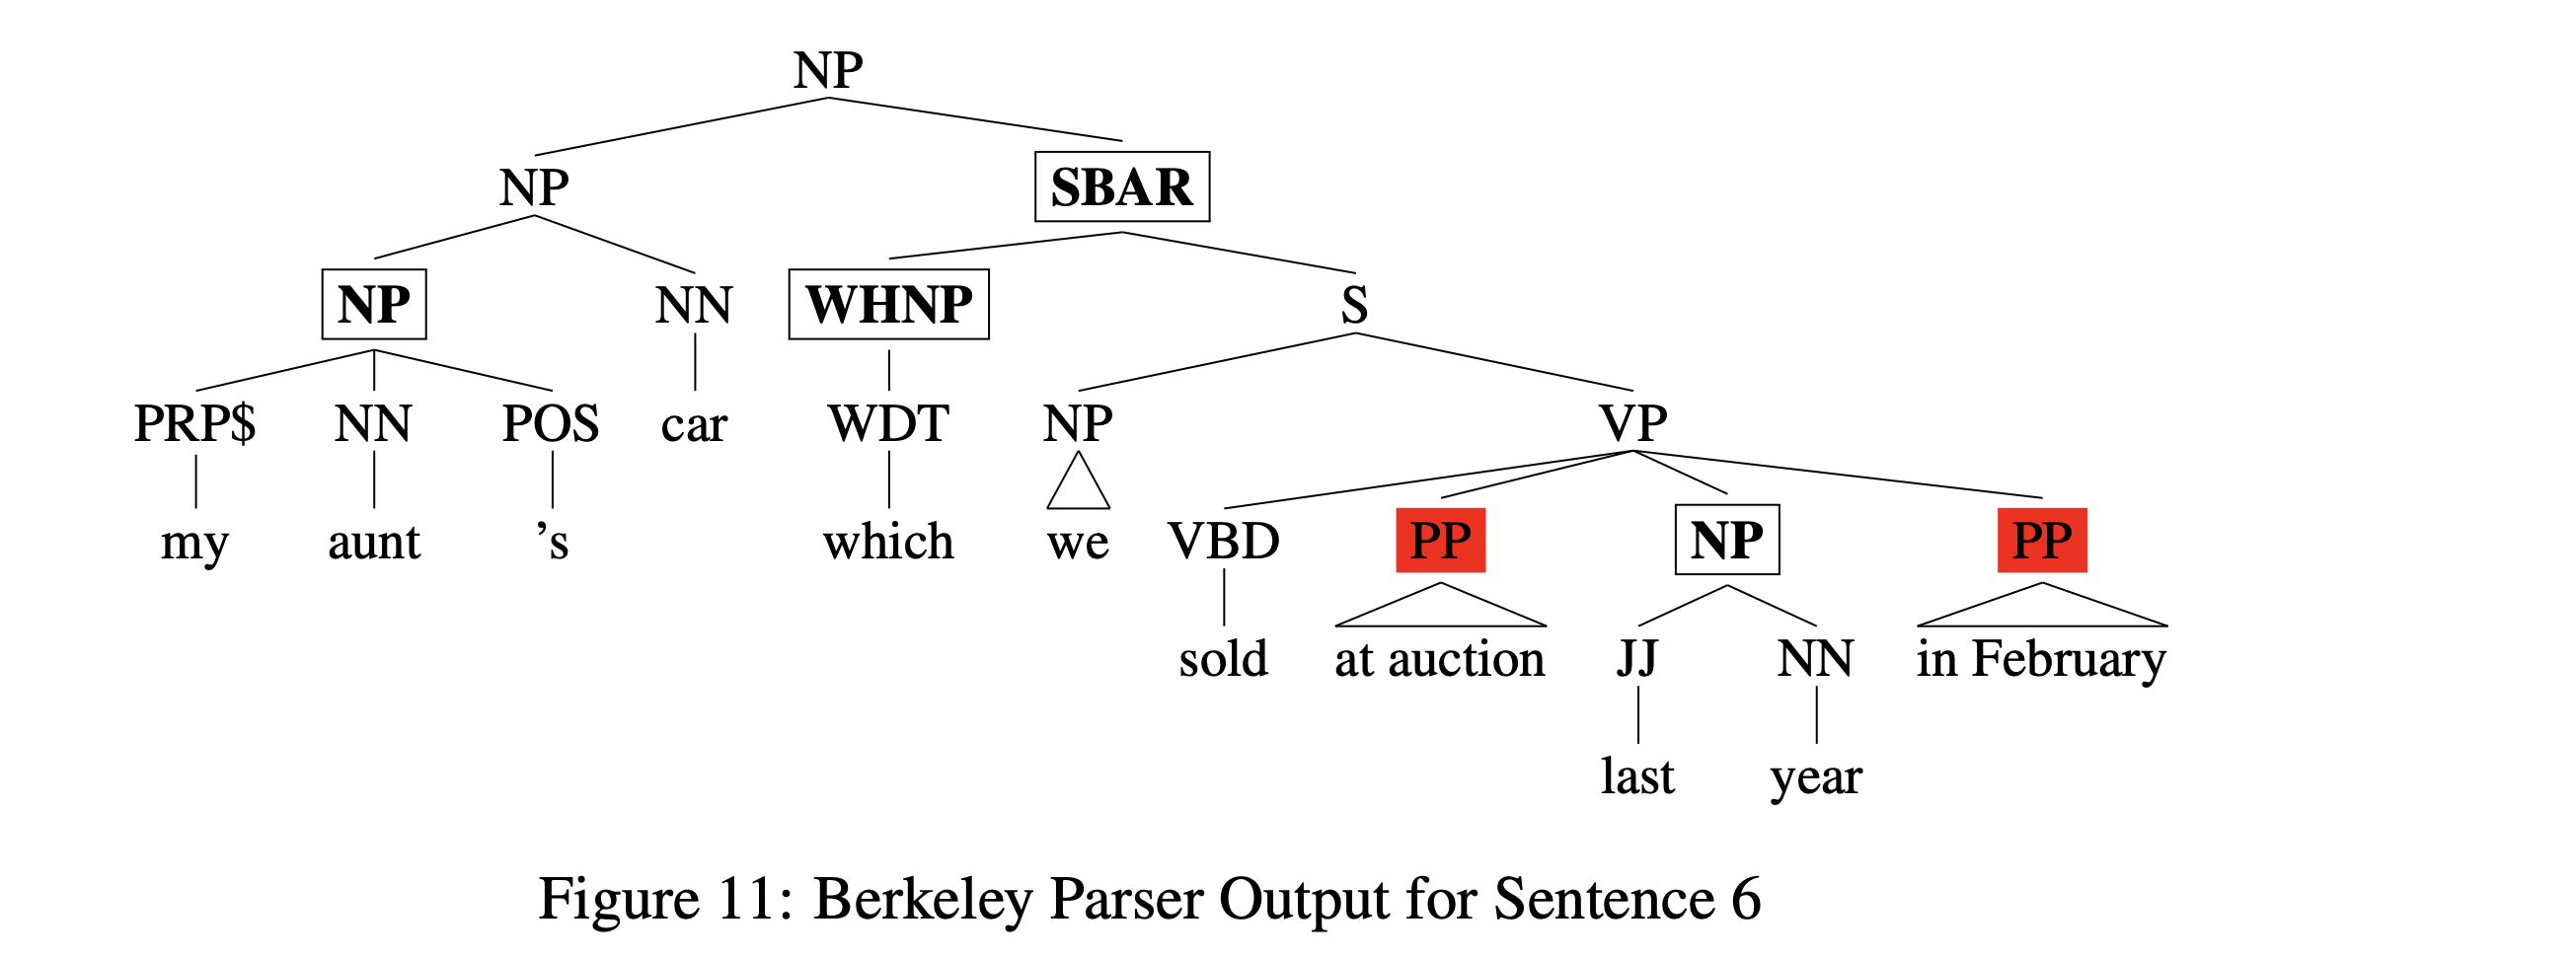 NP
NP SBAR
NP NN WHNP S
PRP$ NN POS car WDT NP VP
my aunt 's which we VBD PP NP PP
sold at auction JJ NN in February
last year
Figure 11: Berkeley Parser Output for Sentence 6